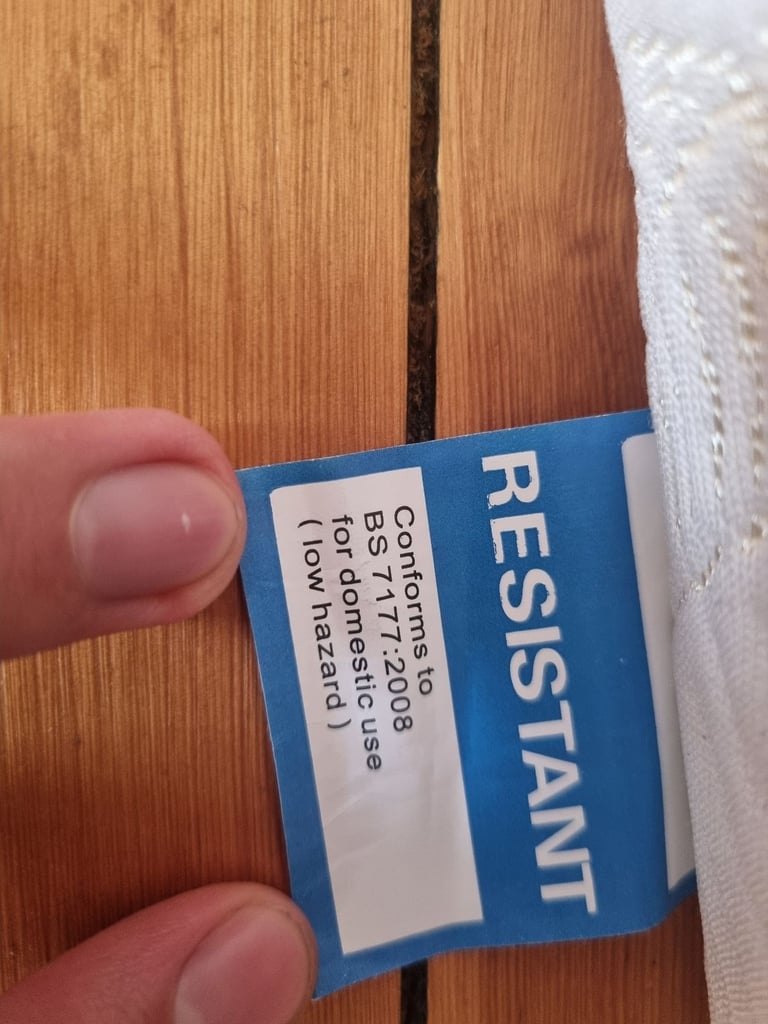 RESISTANT
Conforms to
BS 7177:2008
for domestic use
( low hazard )